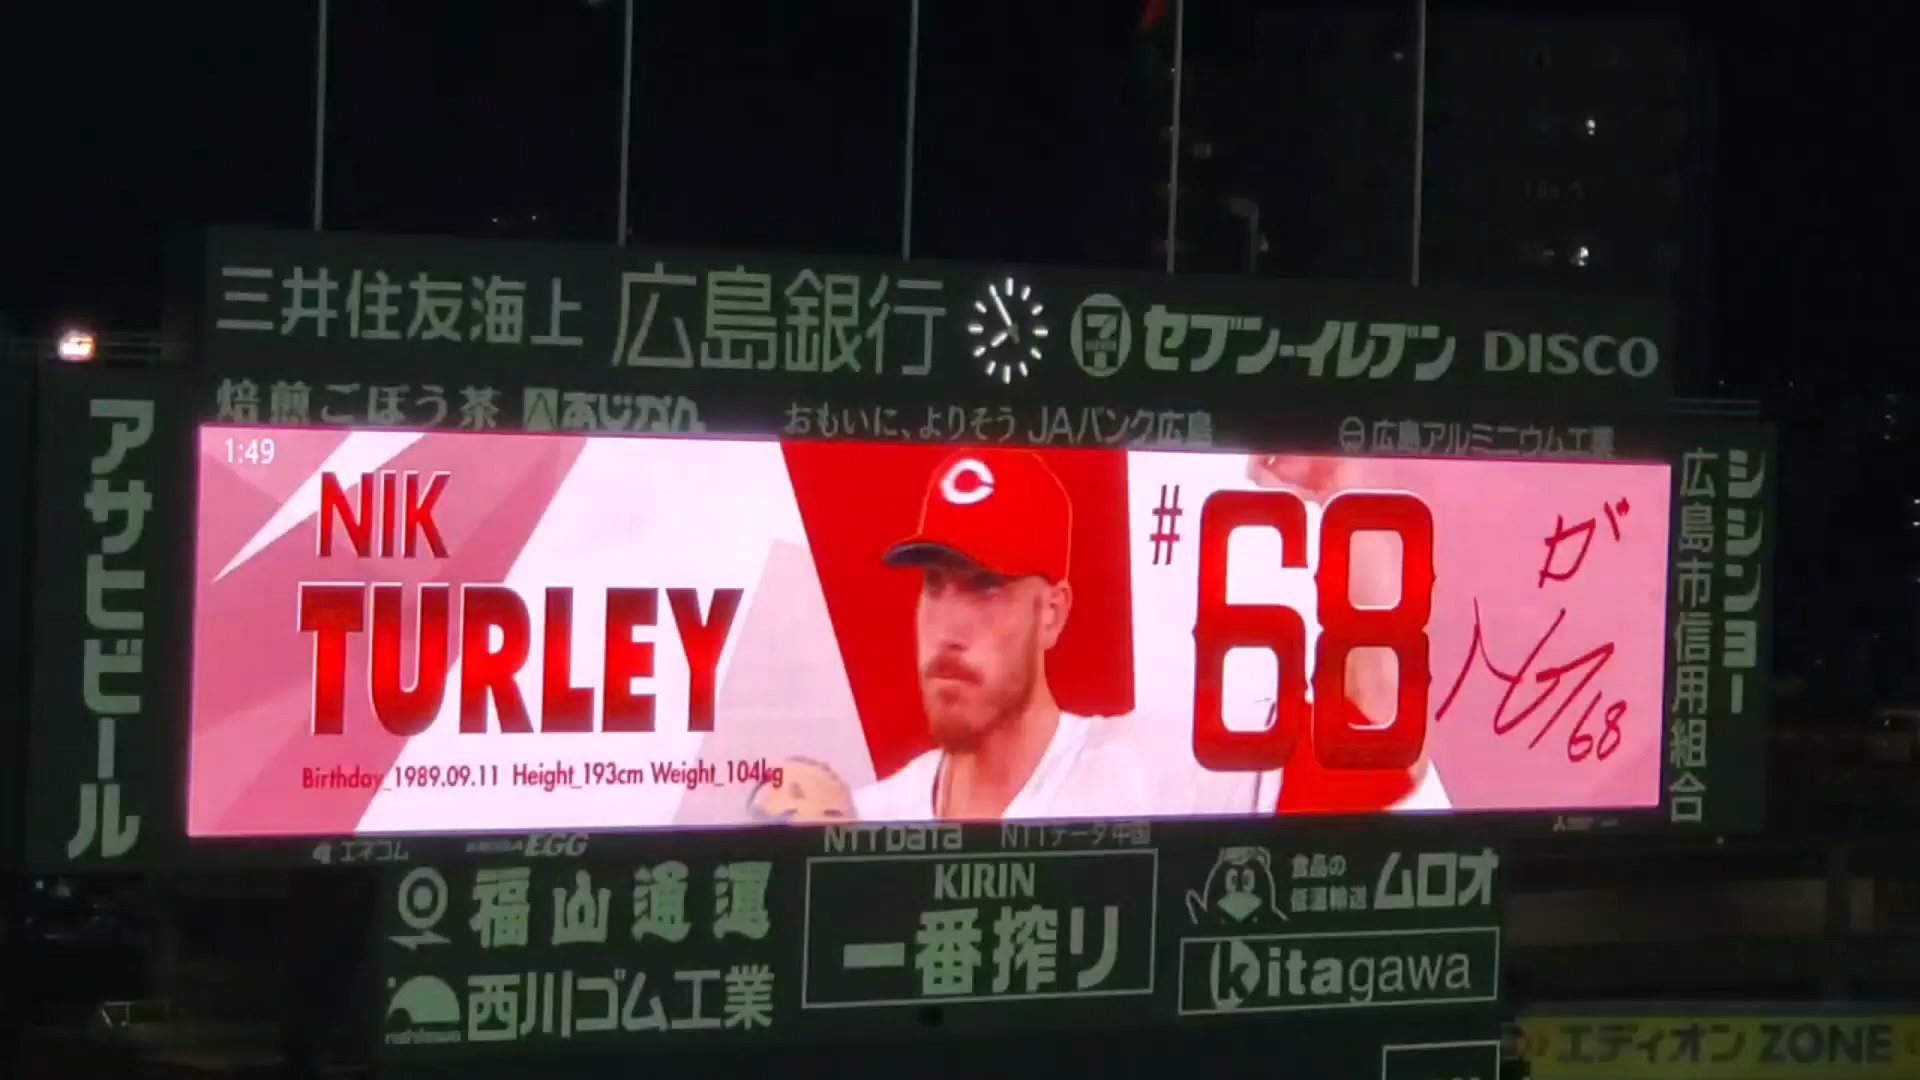 三井住友海上
広島銀行
セブン-イレブン
DISCO
焙煎ごぼう茶
あじかん
おもいに、よりそう JAバンク広島
広島アルミニウム工業
アサヒビール
1:49
NIK
TURLEY
Birthday_1989.09.11 Height_193cm Weight_104kg
#68
が
NT/68
シシンヨー
広島市信用組合
エネコム
EGG
NTT DATA NTTデータ中国
福山通運
KIRIN
一番搾り
食品の
低温輸送
ムロオ
西川ゴム工業
kitagawa
エディオン ZONE